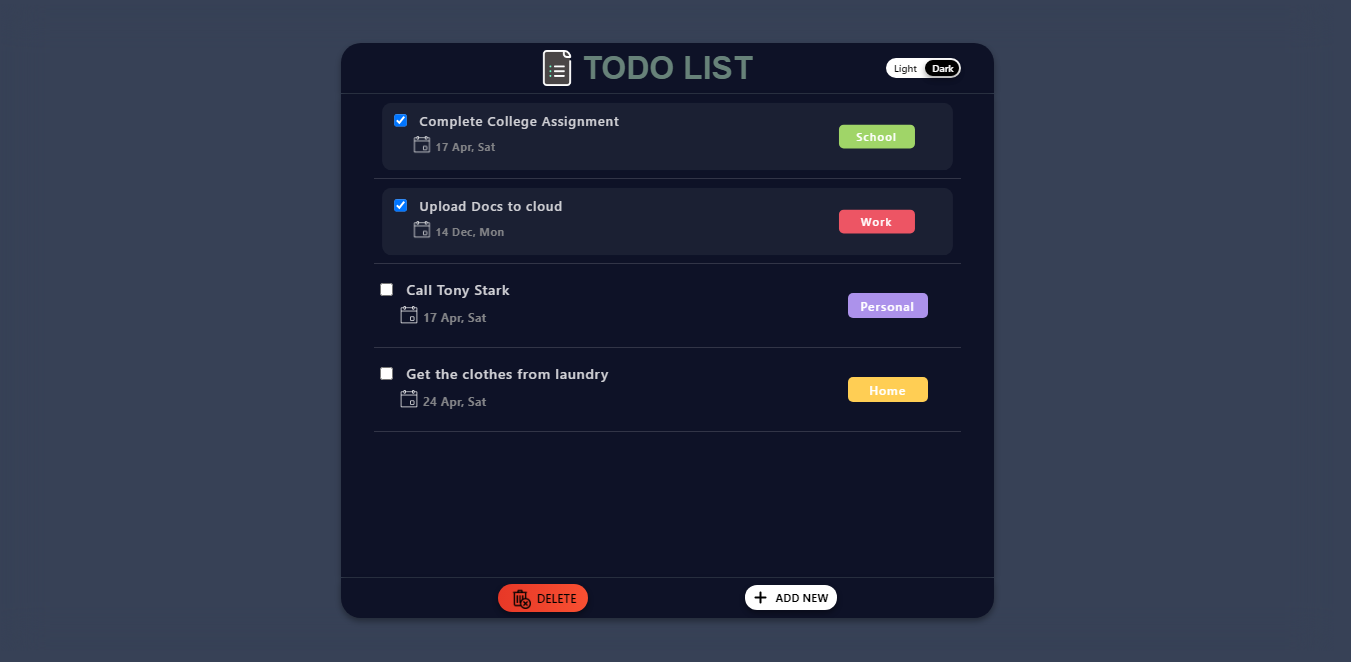 TODO LIST
Light Dark
Complete College Assignment
17 Apr, Sat
School
Upload Docs to cloud
14 Dec, Mon
Work
Call Tony Stark
17 Apr, Sat
Personal
Get the clothes from laundry
24 Apr, Sat
Home
DELETE
ADD NEW